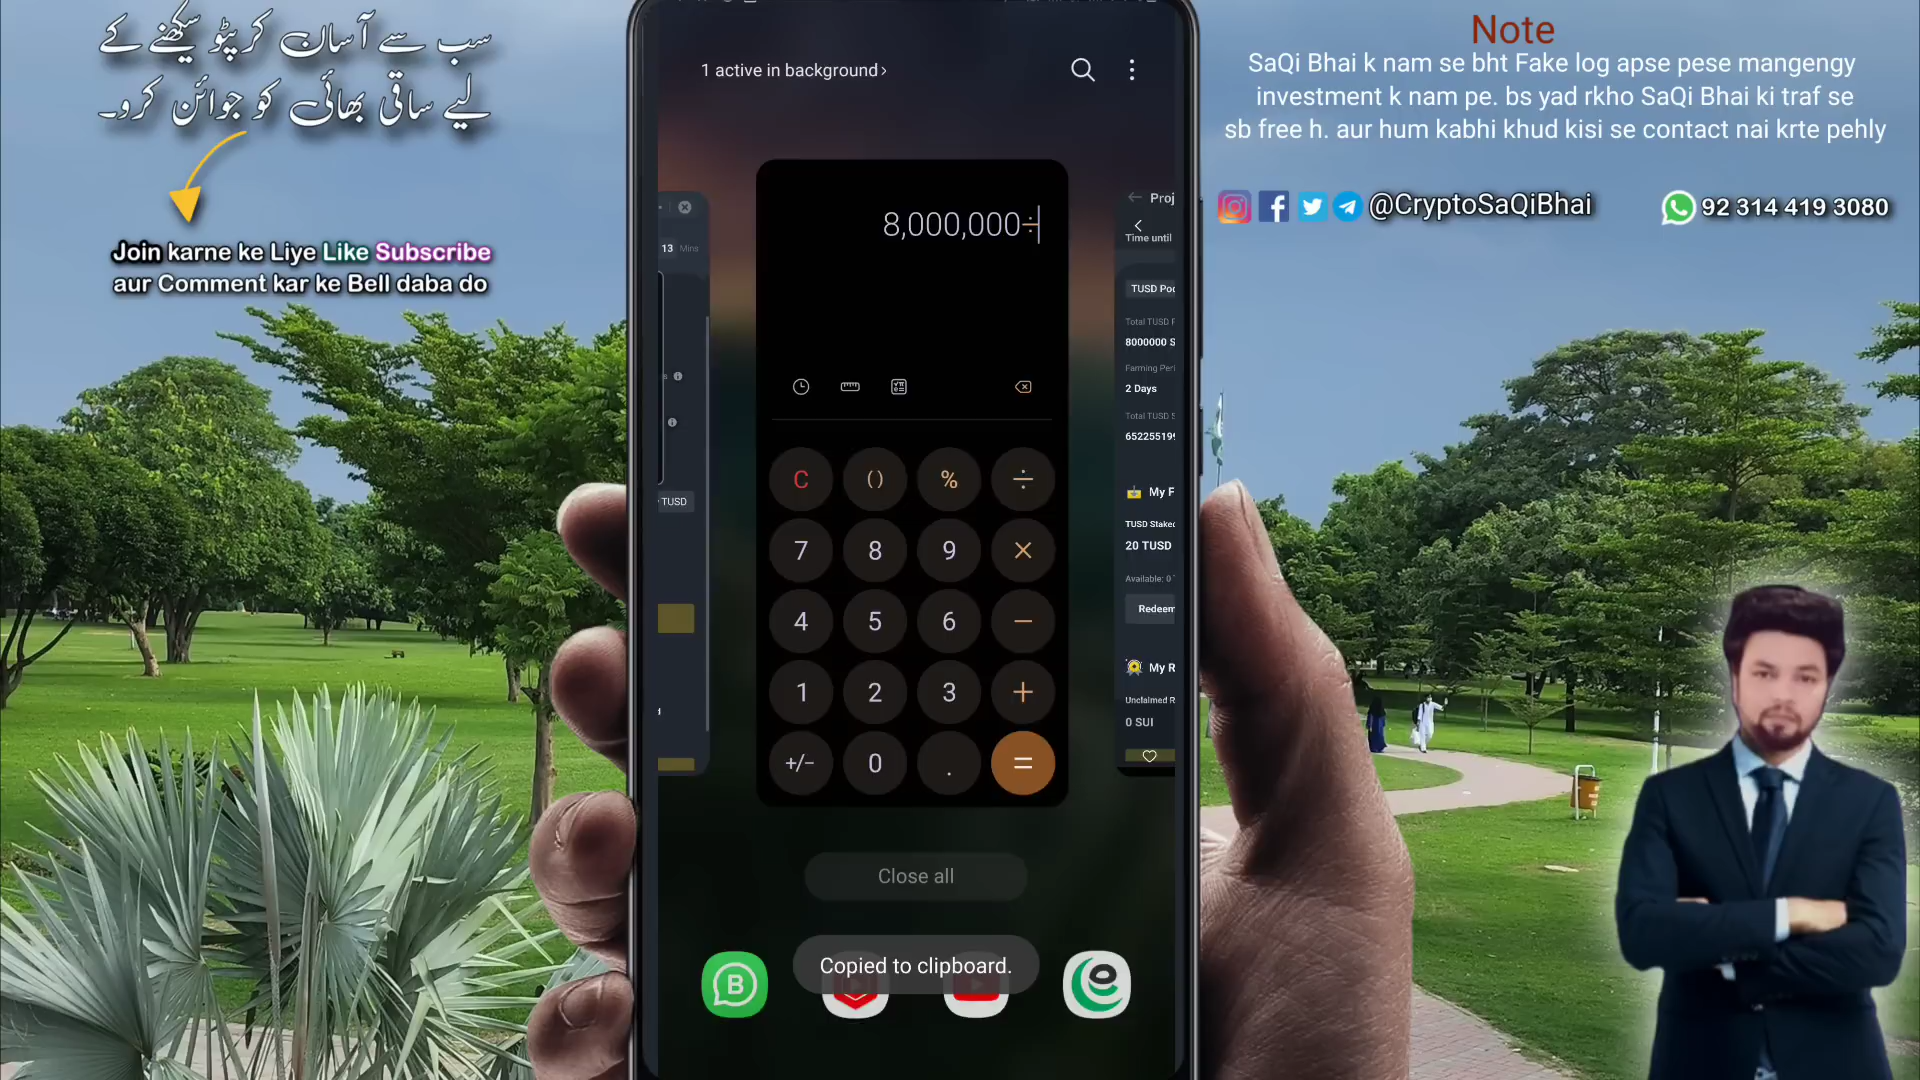 سب سے آسان کرپٹو سکھنے کے
لیے ساقی بھائی کو جوائن کرو۔
Join karne ke Liye Like Subscribe
aur Comment kar ke Bell daba do
1 active in background ›
13 Mins
TUSD
8,000,000÷
C () % ÷
7 8 9 ×
4 5 6 −
1 2 3 +
+/− 0 . =
Close all
Copied to clipboard.
B
Time until
2 Days
My F
20 TUSD
Available: 0
Redeem
My R
0 SUI
Note
SaQi Bhai k nam se bht Fake log apse pese mangengy
investment k nam pe. bs yad rkho SaQi Bhai ki traf se
sb free h. aur hum kabhi khud kisi se contact nai krte pehly
@CryptoSaQiBhai
92 314 419 3080